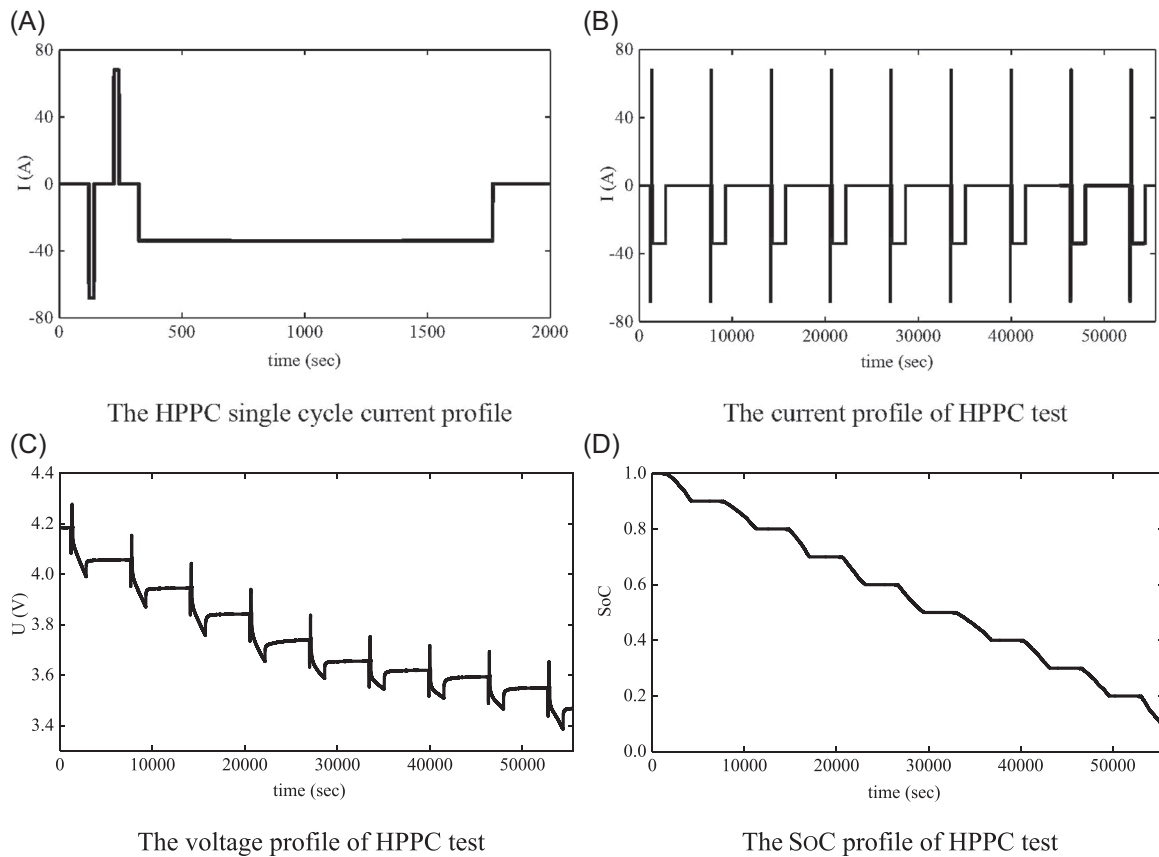 (A)
80
40
0
-40
-80
I (A)
0
500
1000
1500
2000
time (sec)
The HPPC single cycle current profile
(B)
80
40
0
-40
-80
I (A)
0
10000
20000
30000
40000
50000
time (sec)
The current profile of HPPC test
(C)
4.4
4.2
4.0
3.8
3.6
3.4
U (V)
0
10000
20000
30000
40000
50000
time (sec)
The voltage profile of HPPC test
(D)
1.0
0.8
0.6
0.4
0.2
0.0
SoC
0
10000
20000
30000
40000
50000
time (sec)
The SOC profile of HPPC test